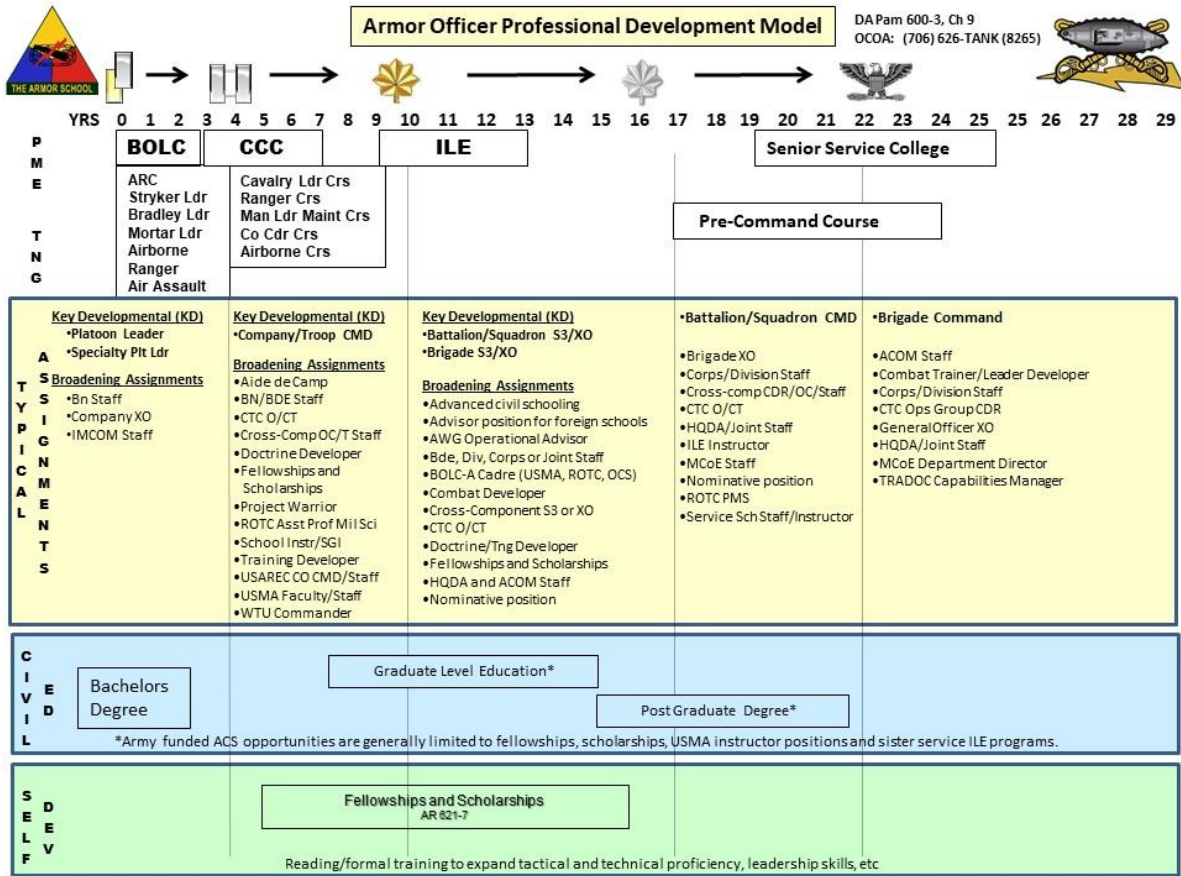 Armor Officer Professional Development Model
DA Pam 600-3, Ch 9
OCOA: (706) 626-TANK (8265)
THE ARMOR SCHOOL
YRS 0 1 2 3 4 5 6 7 8 9 10 11 12 13 14 15 16 17 18 19 20 21 22 23 24 25 25 26 27 28 29
PME
TNG
BOLC
CCC
ILE
Senior Service College
ARC
Stryker Ldr
Bradley Ldr
Mortar Ldr
Airborne
Ranger
Air Assault
Cavalry Ldr Crs
Ranger Crs
Man Ldr Maint Crs
Co Cdr Crs
Airborne Crs
Pre-Command Course
TYPICAL
ASSIGNMENTS
Key Developmental (KD)
•Platoon Leader
•Specialty Plt Ldr
Broadening Assignments
•Bn Staff
•Company XO
•IMCOM Staff
Key Developmental (KD)
•Company/Troop CMD
Broadening Assignments
•Aide de Camp
•BN/BDE Staff
•CTC O/CT
•Cross-Comp OC/T Staff
•Doctrine Developer
•Fellowships and
Scholarships
•Project Warrior
•ROTC Asst Prof Mil Sci
•School Instr/SGI
•Training Developer
•USAREC CO CMD/Staff
•USMA Faculty/Staff
•WTU Commander
Key Developmental (KD)
•Battalion/Squadron S3/XO
•Brigade S3/XO
Broadening Assignments
•Advanced civil schooling
•Advisor position for foreign schools
•AWG Operational Advisor
•Bde, Div, Corps or Joint Staff
•BOLC-A Cadre (USMA, ROTC, OCS)
•Combat Developer
•Cross-Component S3 or XO
•CTC O/CT
•Doctrine/Tng Developer
•Fellowships and Scholarships
•HQDA and ACOM Staff
•Nominative position
•Battalion/Squadron CMD
•Brigade XO
•Corps/Division Staff
•Cross-comp CDR/OC/Staff
•CTC O/CT
•HQDA/Joint Staff
•ILE Instructor
•MCoE Staff
•Nominative position
•ROTC PMS
•Service Sch Staff/Instructor
•Brigade Command
•ACOM Staff
•Combat Trainer/Leader Developer
•Corps/Division Staff
•CTC Ops Group CDR
•General Officer XO
•HQDA/Joint Staff
•MCoE Department Director
•TRADOC Capabilities Manager
CIVIL
ED
Bachelors
Degree
Graduate Level Education*
Post Graduate Degree*
*Army funded ACS opportunities are generally limited to fellowships, scholarships, USMA instructor positions and sister service ILE programs.
SELF
DEV
Fellowships and Scholarships
AR 621-7
Reading/formal training to expand tactical and technical proficiency, leadership skills, etc